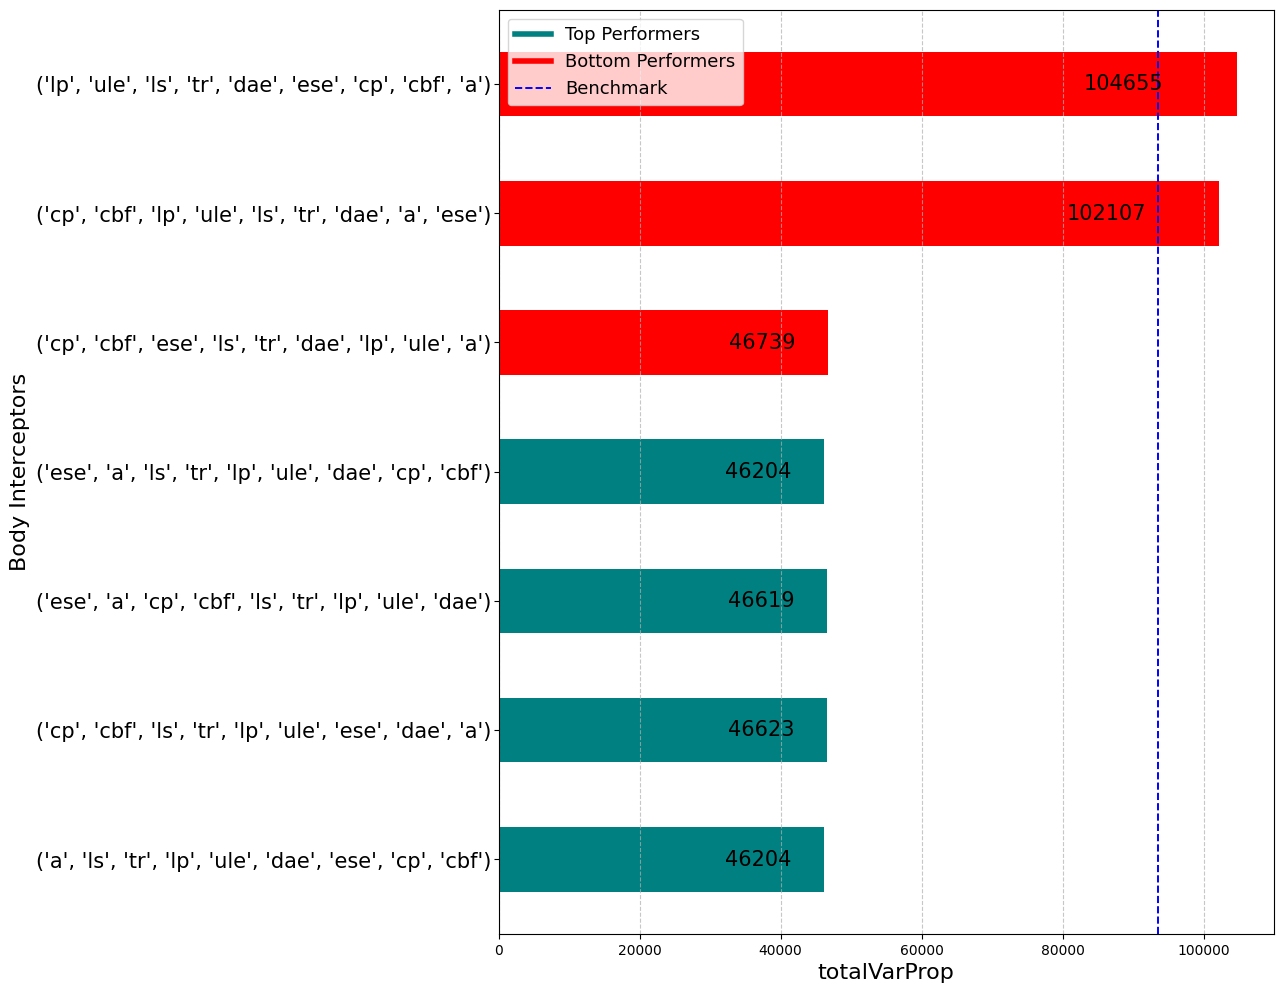 Top Performers
Bottom Performers
Benchmark
('lp', 'ule', 'ls', 'tr', 'dae', 'ese', 'cp', 'cbf', 'a')
104655
('cp', 'cbf', 'lp', 'ule', 'ls', 'tr', 'dae', 'a', 'ese')
102107
('cp', 'cbf', 'ese', 'ls', 'tr', 'dae', 'lp', 'ule', 'a')
46739
('ese', 'a', 'ls', 'tr', 'lp', 'ule', 'dae', 'cp', 'cbf')
46204
('ese', 'a', 'cp', 'cbf', 'ls', 'tr', 'lp', 'ule', 'dae')
46619
('cp', 'cbf', 'ls', 'tr', 'lp', 'ule', 'ese', 'dae', 'a')
46623
('a', 'ls', 'tr', 'lp', 'ule', 'dae', 'ese', 'cp', 'cbf')
46204
Body Interceptors
0 20000 40000 60000 80000 100000
totalVarProp